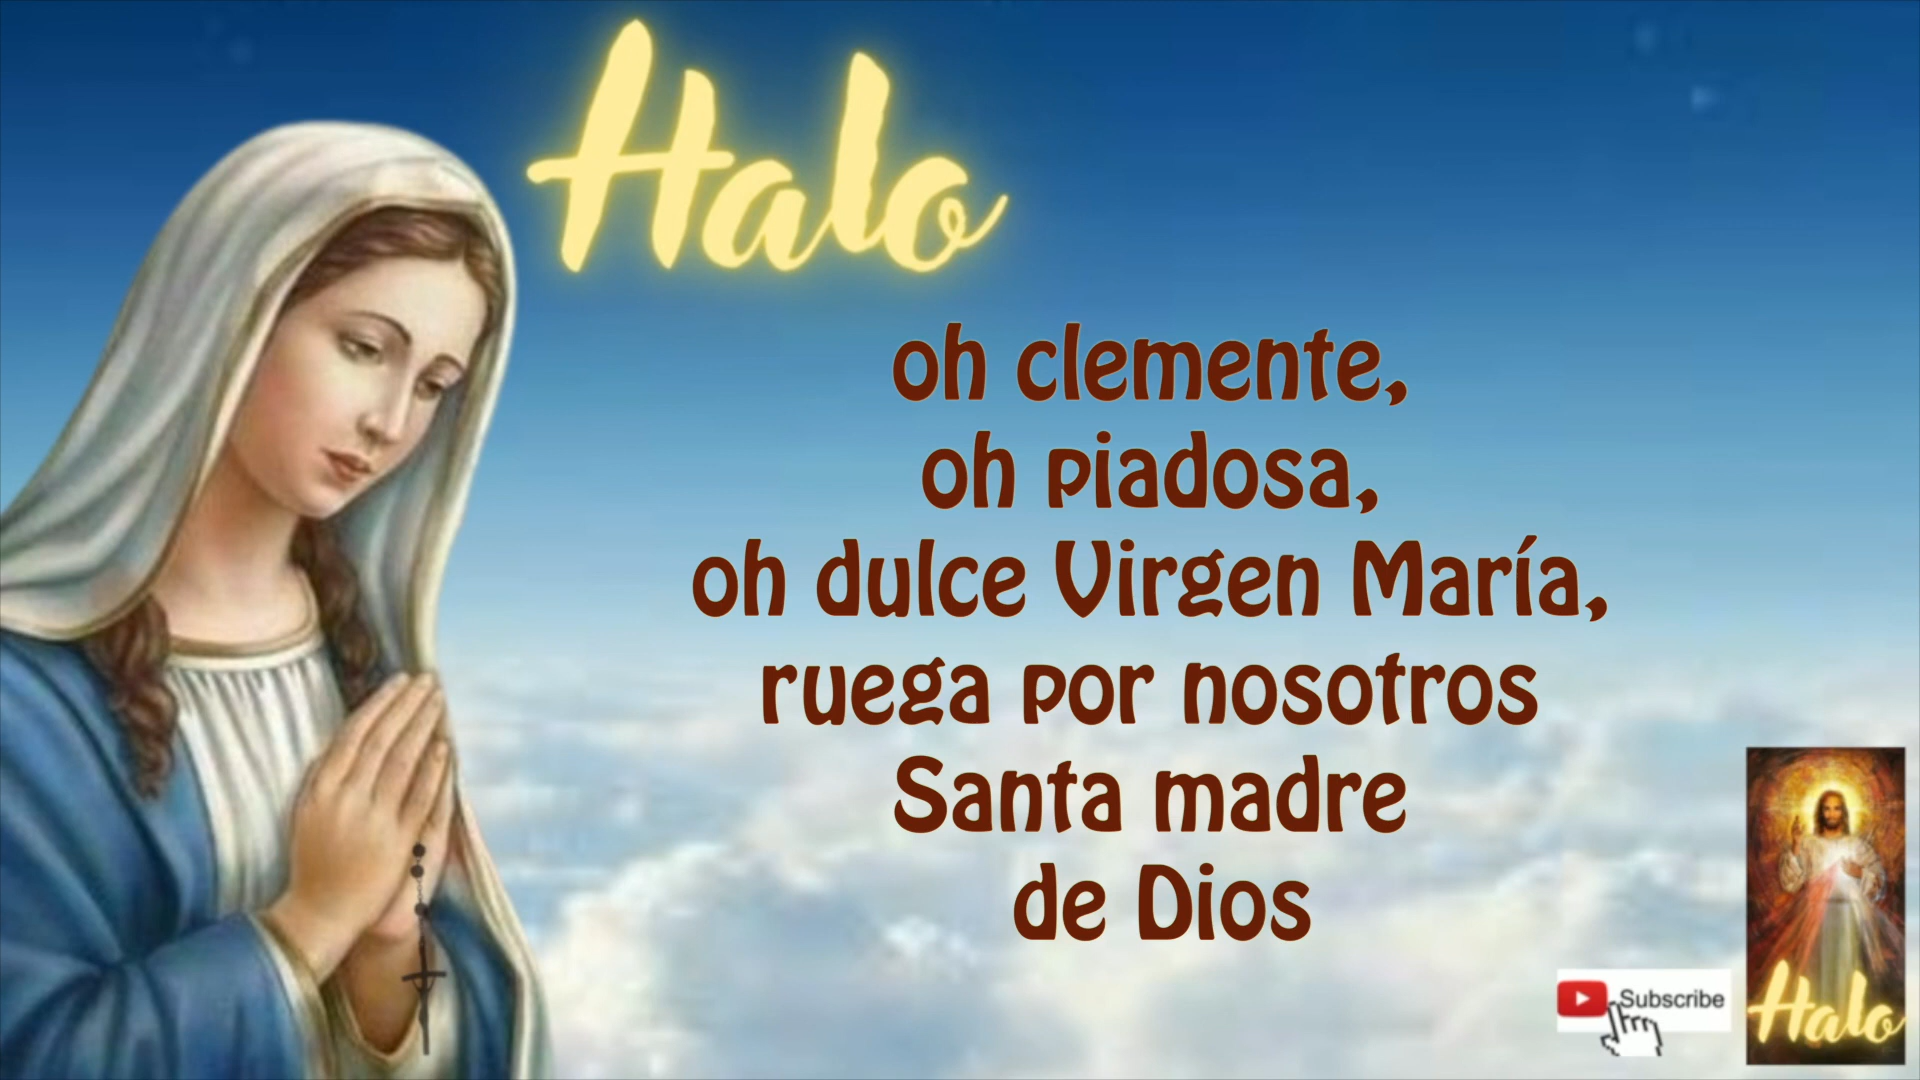 Halo
oh clemente,
oh piadosa,
oh dulce Virgen María,
ruega por nosotros
Santa madre
de Dios
Subscribe
Halo